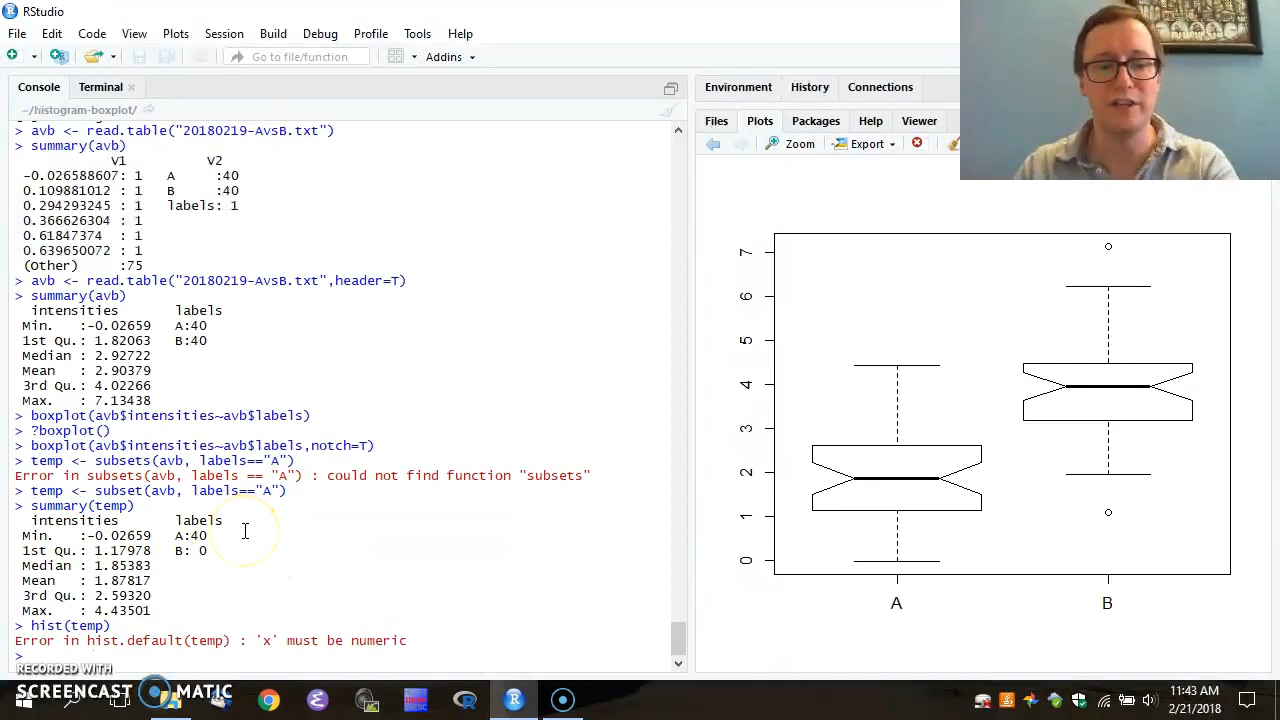 RStudio
File Edit Code View Plots Session Build Debug Profile Tools Help
Go to file/function Addins
Console Terminal
~/histogram-boxplot/
> avb <- read.table("20180219-AvsB.txt")
> summary(avb)
V1 V2
-0.026588607: 1 A :40
0.109881012 : 1 B :40
0.294293245 : 1 labels: 1
0.366626304 : 1
0.61847374 : 1
0.639650072 : 1
(Other) :75
> avb <- read.table("20180219-AvsB.txt",header=T)
> summary(avb)
intensities labels
Min. :-0.02659 A:40
1st Qu.: 1.82063 B:40
Median : 2.92722
Mean : 2.90379
3rd Qu.: 4.02266
Max. : 7.13438
> boxplot(avb$intensities~avb$labels)
> ?boxplot()
> boxplot(avb$intensities~avb$labels,notch=T)
> temp <- subsets(avb, labels=="A")
Error in subsets(avb, labels == "A") : could not find function "subsets"
> temp <- subset(avb, labels=="A")
> summary(temp)
intensities labels
Min. :-0.02659 A:40
1st Qu.: 1.17978 B: 0
Median : 1.85383
Mean : 1.87817
3rd Qu.: 2.59320
Max. : 4.43501
> hist(temp)
Error in hist.default(temp) : 'x' must be numeric
>
Environment History Connections
Files Plots Packages Help Viewer
Zoom Export
7
6
5
4
3
2
1
0
A B
RECORDED WITH
SCREENCAST MATIC
11:43 AM
2/21/2018